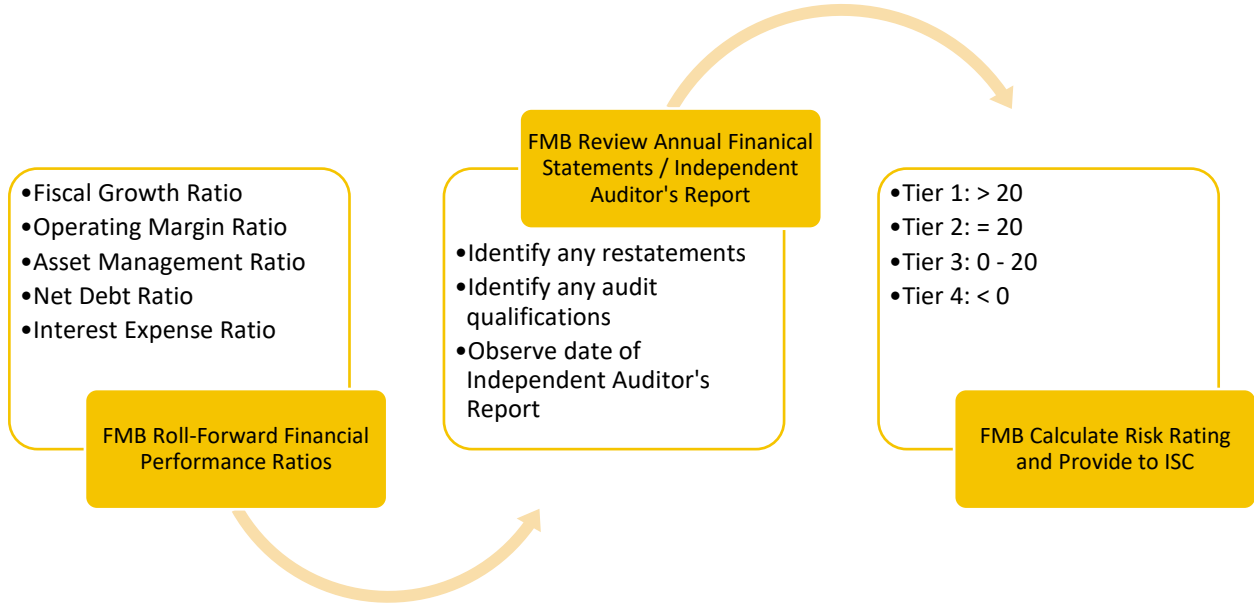 •Fiscal Growth Ratio
•Operating Margin Ratio
•Asset Management Ratio
•Net Debt Ratio
•Interest Expense Ratio
FMB Roll-Forward Financial
Performance Ratios
FMB Review Annual Finanical
Statements / Independent
Auditor's Report
•Identify any restatements
•Identify any audit
qualifications
•Observe date of
Independent Auditor's
Report
•Tier 1: > 20
•Tier 2: = 20
•Tier 3: 0 - 20
•Tier 4: < 0
FMB Calculate Risk Rating
and Provide to ISC